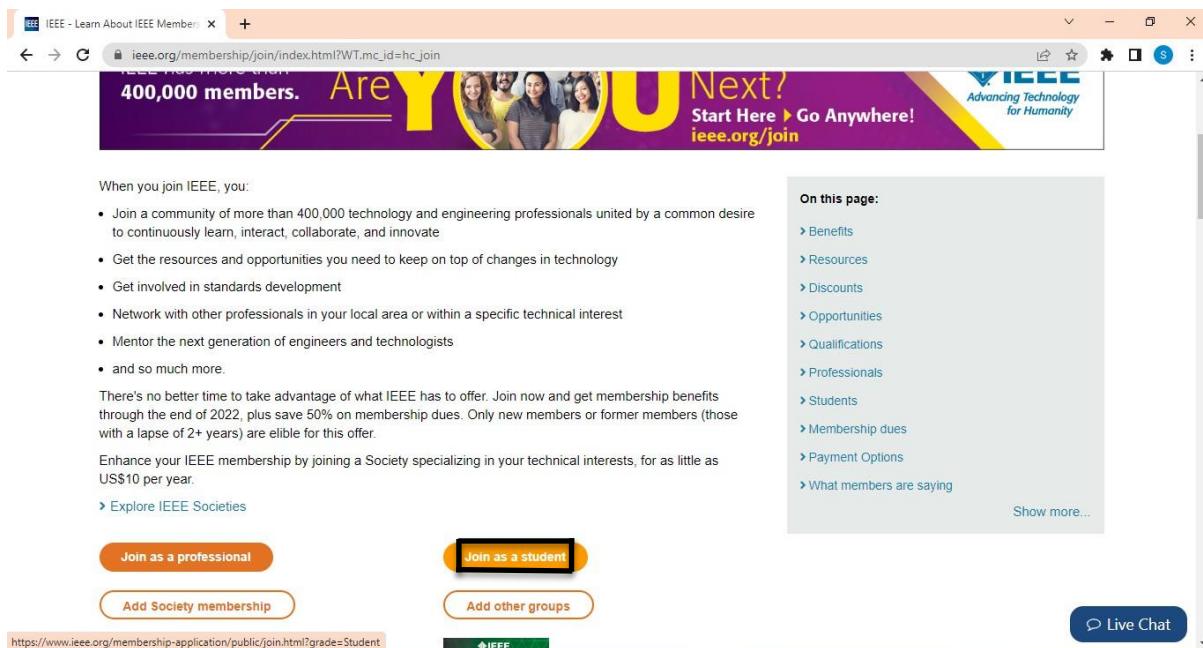 IEEE IEEE - Learn About IEEE Members
ieee.org/membership/join/index.html?WT.mc_id=hc_join
S
400,000 members.
Are YOU Next?
Start Here Go Anywhere!
ieee.org/join
IEEE
Advancing Technology
for Humanity
When you join IEEE, you:
• Join a community of more than 400,000 technology and engineering professionals united by a common desire
to continuously learn, interact, collaborate, and innovate
• Get the resources and opportunities you need to keep on top of changes in technology
• Get involved in standards development
• Network with other professionals in your local area or within a specific technical interest
• Mentor the next generation of engineers and technologists
• and so much more.
There's no better time to take advantage of what IEEE has to offer. Join now and get membership benefits
through the end of 2022, plus save 50% on membership dues. Only new members or former members (those
with a lapse of 2+ years) are elible for this offer.
Enhance your IEEE membership by joining a Society specializing in your technical interests, for as little as
US$10 per year.
Explore IEEE Societies
Join as a professional
Join as a student
Add Society membership
Add other groups
On this page:
Benefits
Resources
Discounts
Opportunities
Qualifications
Professionals
Students
Membership dues
Payment Options
What members are saying
Show more...
Live Chat
https://www.ieee.org/membership-application/public/join.html?grade=Student
IEEE